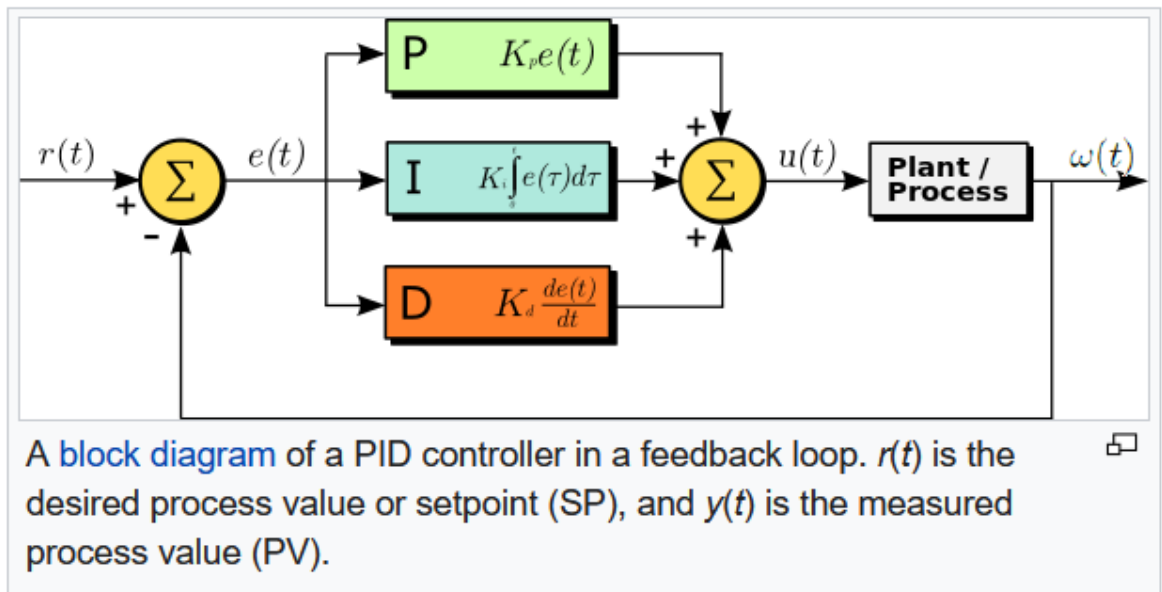 P K_p e(t)
r(t) e(t) + + u(t) ω(t)
Σ I K_i ∫_0^t e(τ)dτ Σ Plant /
Process
+ - +
D K_d de(t)/dt
A block diagram of a PID controller in a feedback loop. r(t) is the
desired process value or setpoint (SP), and y(t) is the measured
process value (PV).